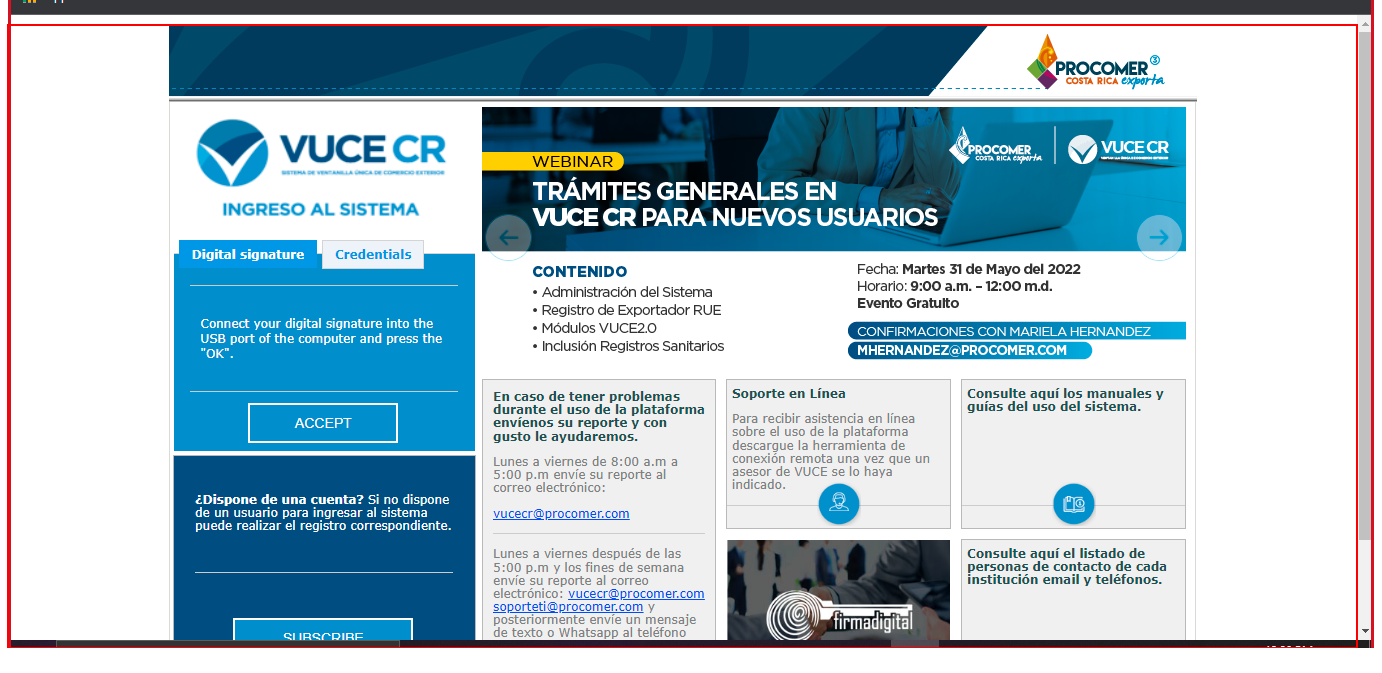 PROCOMER
COSTA RICA exporta
VUCE CR
SISTEMA DE VENTANILLA ÚNICA DE COMERCIO EXTERIOR
INGRESO AL SISTEMA
Digital signature
Credentials
Connect your digital signature into the
USB port of the computer and press the
"OK".
ACCEPT
¿Dispone de una cuenta? Si no dispone
de un usuario para ingresar al sistema
puede realizar el registro correspondiente.
SUBSCRIBE
PROCOMER
COSTA RICA exporta
VUCE CR
WEBINAR
TRÁMITES GENERALES EN
VUCE CR PARA NUEVOS USUARIOS
CONTENIDO
• Administración del Sistema
• Registro de Exportador RUE
• Módulos VUCE2.0
• Inclusión Registros Sanitarios
Fecha: Martes 31 de Mayo del 2022
Horario: 9:00 a.m. – 12:00 m.d.
Evento Gratuito
CONFIRMACIONES CON MARIELA HERNANDEZ
MHERNANDEZ@PROCOMER.COM
En caso de tener problemas
durante el uso de la plataforma
envíenos su reporte y con
gusto le ayudaremos.
Lunes a viernes de 8:00 a.m a
5:00 p.m envíe su reporte al
correo electrónico:
vucecr@procomer.com
Lunes a viernes después de las
5:00 p.m y los fines de semana
envíe su reporte al correo
electrónico: vucecr@procomer.com
soporteti@procomer.com y
posteriormente envíe un mensaje
de texto o Whatsapp al teléfono
Soporte en Línea
Para recibir asistencia en línea
sobre el uso de la plataforma
descargue la herramienta de
conexión remota una vez que un
asesor de VUCE se lo haya
indicado.
firmadigital
Consulte aquí los manuales y
guías del uso del sistema.
Consulte aquí el listado de
personas de contacto de cada
institución email y teléfonos.